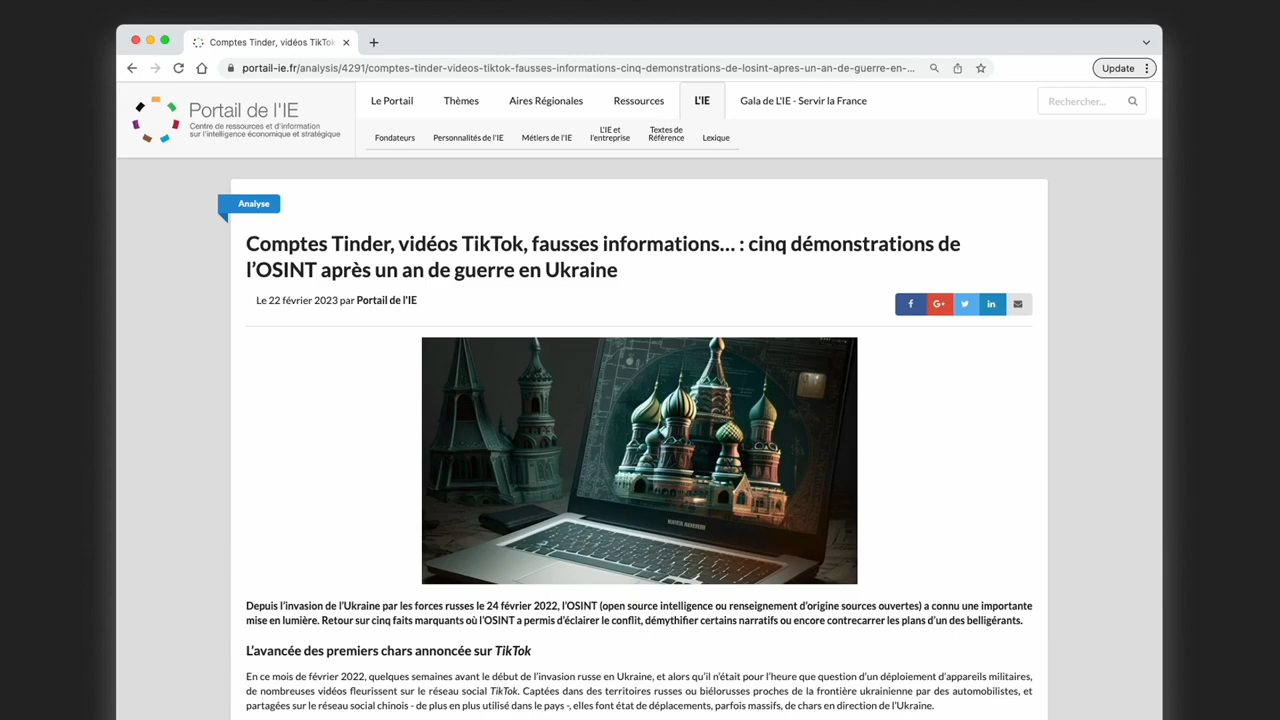 Comptes Tinder, vidéos TikTok
portail-ie.fr/analysis/4291/comptes-tinder-videos-tiktok-fausses-informations-cinq-demonstrations-de-losint-apres-un-an-de-guerre-en-...
Update
Portail de l'IE
Centre de ressources et d'information
sur l'intelligence économique et stratégique
Le Portail Thèmes Aires Régionales Ressources L'IE Gala de L'IE - Servir la France
Rechercher...
Fondateurs Personnalités de l'IE Métiers de l'IE L'IE et l'entreprise Textes de Référence Lexique
Analyse
Comptes Tinder, vidéos TikTok, fausses informations... : cinq démonstrations de
l'OSINT après un an de guerre en Ukraine
Le 22 février 2023 par Portail de l'IE
Depuis l'invasion de l'Ukraine par les forces russes le 24 février 2022, l'OSINT (open source intelligence ou renseignement d'origine sources ouvertes) a connu une importante
mise en lumière. Retour sur cinq faits marquants où l'OSINT a permis d'éclairer le conflit, démythifier certains narratifs ou encore contrecarrer les plans d'un des belligérants.
L'avancée des premiers chars annoncée sur TikTok
En ce mois de février 2022, quelques semaines avant le début de l'invasion russe en Ukraine, et alors qu'il n'était pour l'heure que question d'un déploiement d'appareils militaires,
de nombreuses vidéos fleurissent sur le réseau social TikTok. Captées dans des territoires russes ou biélorusses proches de la frontière ukrainienne par des automobilistes, et
partagées sur le réseau social chinois - de plus en plus utilisé dans le pays -, elles font état de déplacements, parfois massifs, de chars en direction de l'Ukraine.